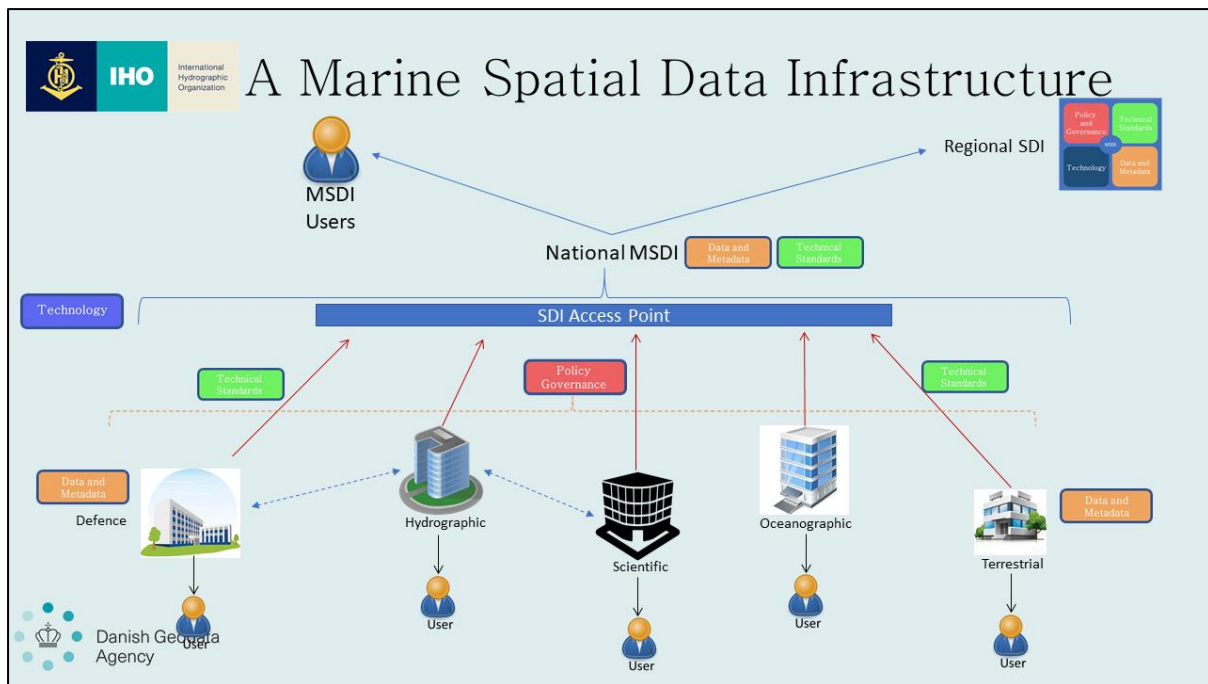 IHO
International
Hydrographic
Organization
A Marine Spatial Data Infrastructure
Policy
and
Governance
Technical
Standards
MSDI
Technology
Data and
Metadata
Regional SDI
MSDI
Users
National MSDI
Data and
Metadata
Technical
Standards
Technology
SDI Access Point
Technical
Standards
Policy
Governance
Technical
Standards
Data and
Metadata
Defence
Hydrographic
Scientific
Oceanographic
Terrestrial
Data and
Metadata
User
User
User
User
User
Danish Geodata
Agency